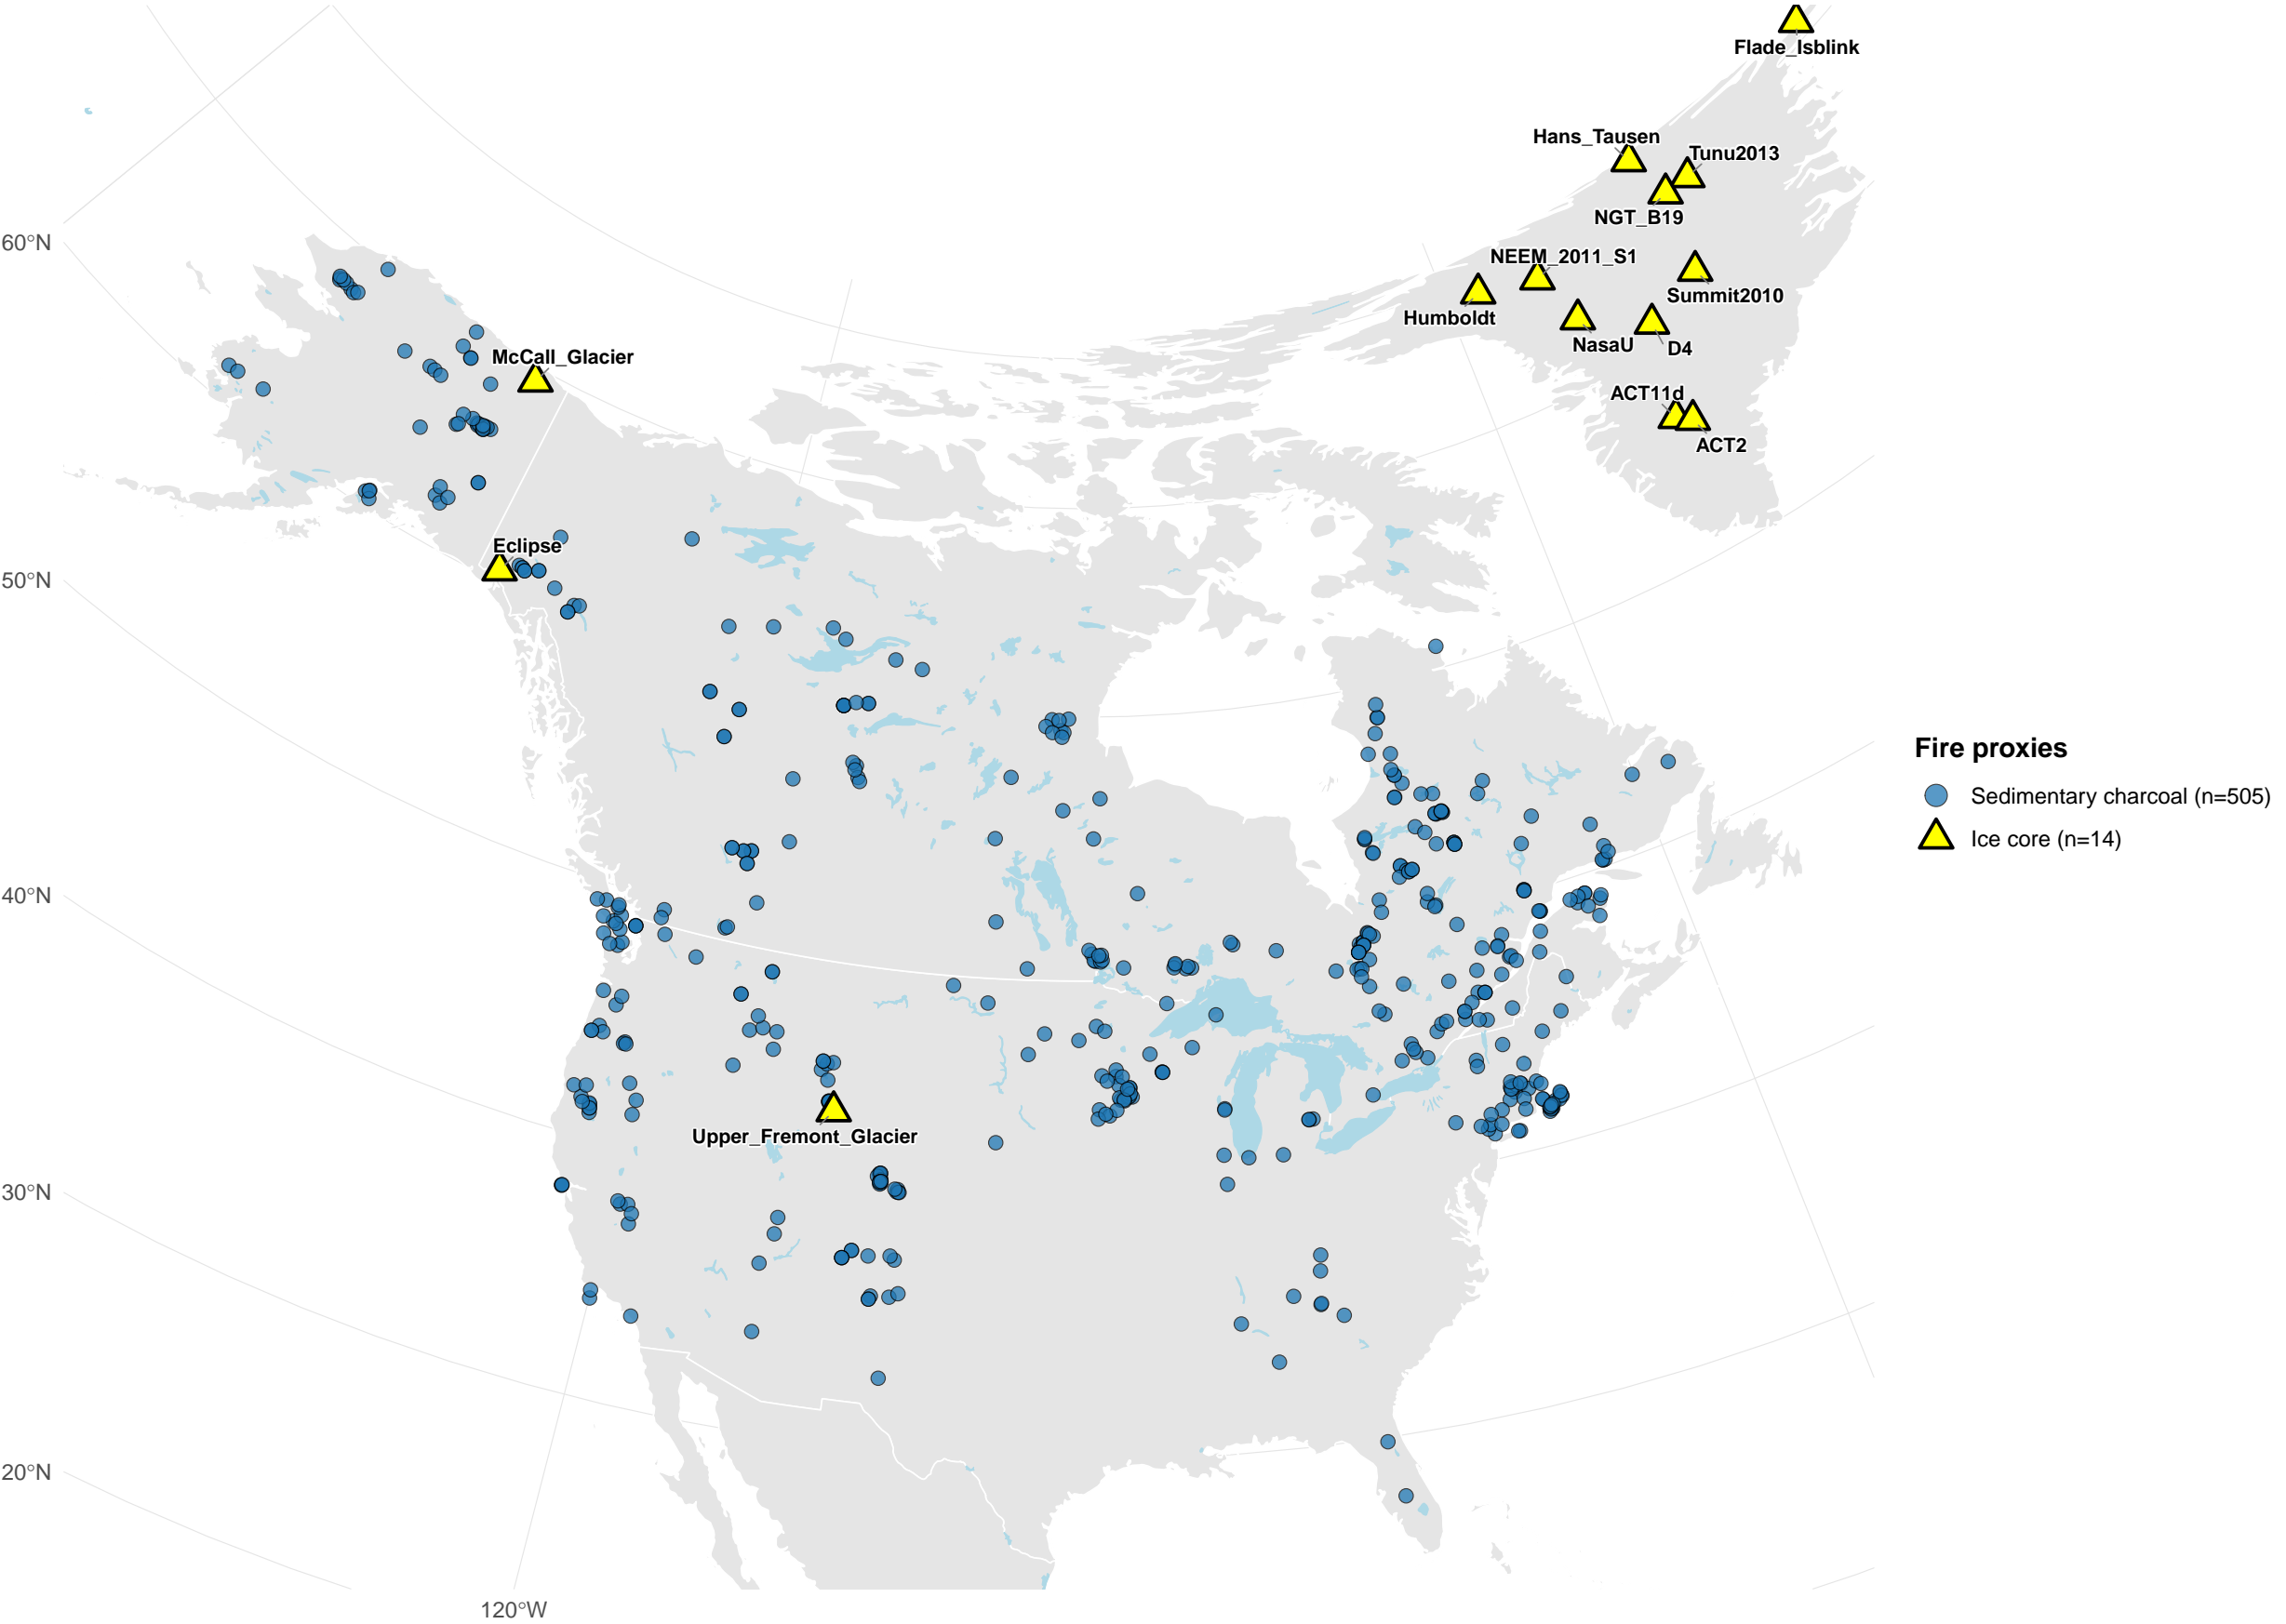 Flade_Isblink
Hans_Tausen
Tunu2013
NGT_B19
60°N
NEEM_2011_S1
Summit2010
Humboldt
NasaU
D4
McCall_Glacier
ACT11d
ACT2
Eclipse
50°N
Fire proxies
Sedimentary charcoal (n=505)
Ice core (n=14)
40°N
Upper_Fremont_Glacier
30°N
20°N
120°W